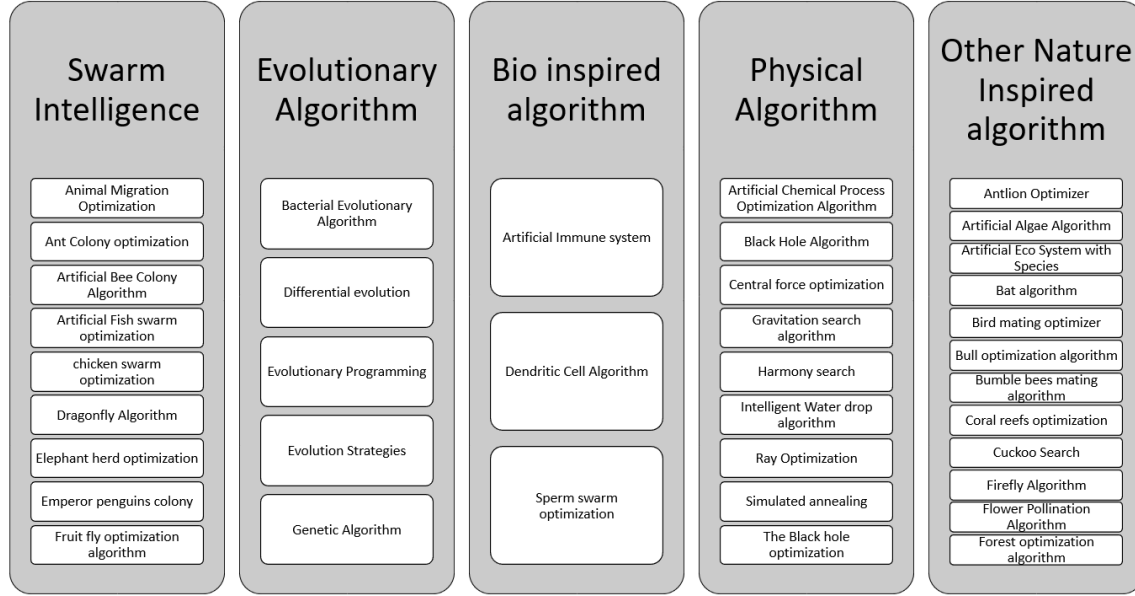 Swarm
Intelligence
Animal Migration
Optimization
Ant Colony optimization
Artificial Bee Colony
Algorithm
Artificial Fish swarm
optimization
chicken swarm
optimization
Dragonfly Algorithm
Elephant herd optimization
Emperor penguins colony
Fruit fly optimization
algorithm
Evolutionary
Algorithm
Bacterial Evolutionary
Algorithm
Differential evolution
Evolutionary Programming
Evolution Strategies
Genetic Algorithm
Bio inspired
algorithm
Artificial Immune system
Dendritic Cell Algorithm
Sperm swarm
optimization
Physical
Algorithm
Artificial Chemical Process
Optimization Algorithm
Black Hole Algorithm
Central force optimization
Gravitation search
algorithm
Harmony search
Intelligent Water drop
algorithm
Ray Optimization
Simulated annealing
The Black hole
optimization
Other Nature
Inspired
algorithm
Antlion Optimizer
Artificial Algae Algorithm
Artificial Eco System with
Species
Bat algorithm
Bird mating optimizer
Bull optimization algorithm
Bumble bees mating
algorithm
Coral reefs optimization
Cuckoo Search
Firefly Algorithm
Flower Pollination
Algorithm
Forest optimization
algorithm